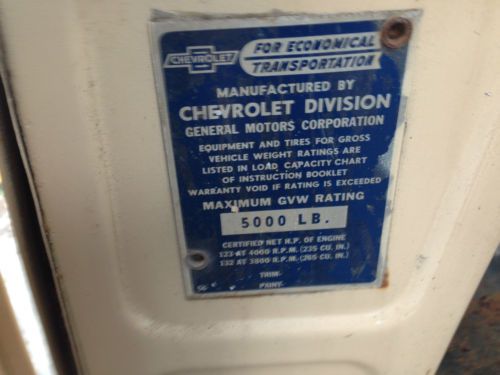 CHEVROLET
FOR ECONOMICAL
TRANSPORTATION
MANUFACTURED BY
CHEVROLET DIVISION
GENERAL MOTORS CORPORATION
EQUIPMENT AND TIRES FOR GROSS
VEHICLE WEIGHT RATINGS ARE
LISTED IN LOAD CAPACITY CHART
OF INSTRUCTION BOOKLET
WARRANTY VOID IF RATING IS EXCEEDED
MAXIMUM GVW RATING
5000 LB.
CERTIFIED NET H.P. OF ENGINE
123 AT 4000 R.P.M. (235 CU. IN.)
132 AT 3800 R.P.M. (265 CU. IN.)
TRIM-
PAINT-